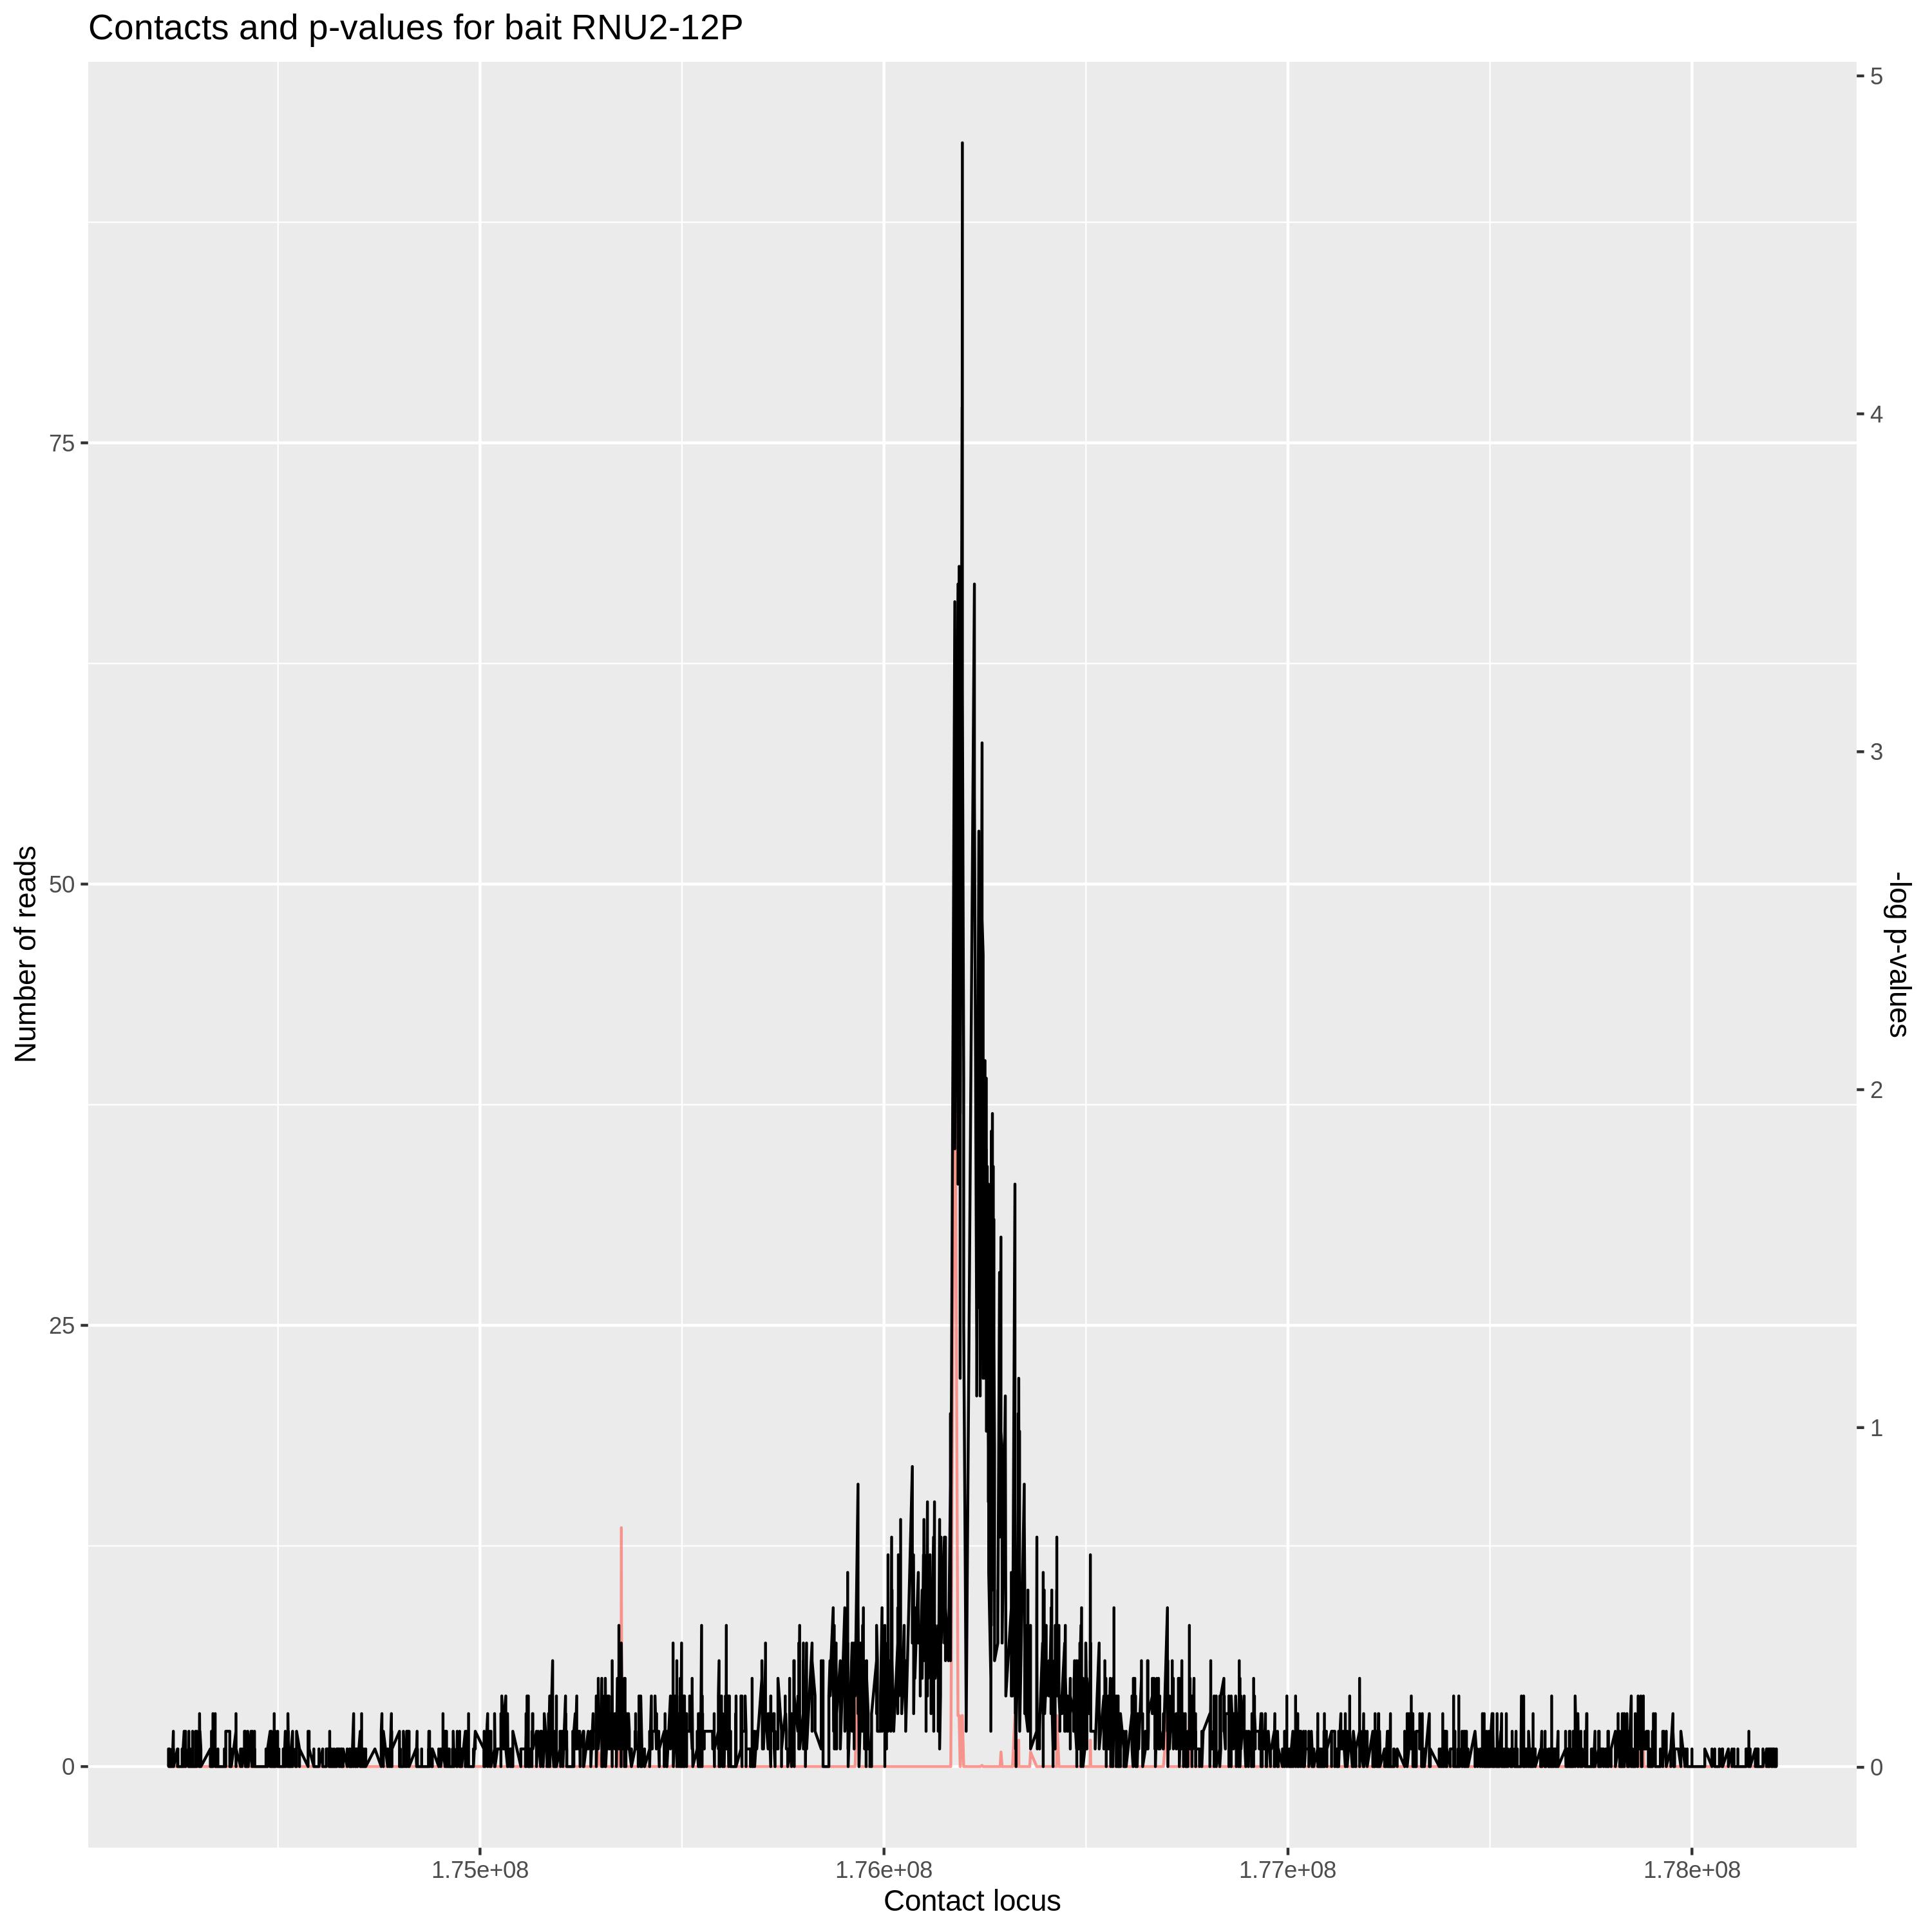 Contacts and p-values for bait RNU2-12P
5
4
3
2
1
0
75
50
25
0
Number of reads
-log p-values
1.75e+08
1.76e+08
1.77e+08
1.78e+08
Contact locus